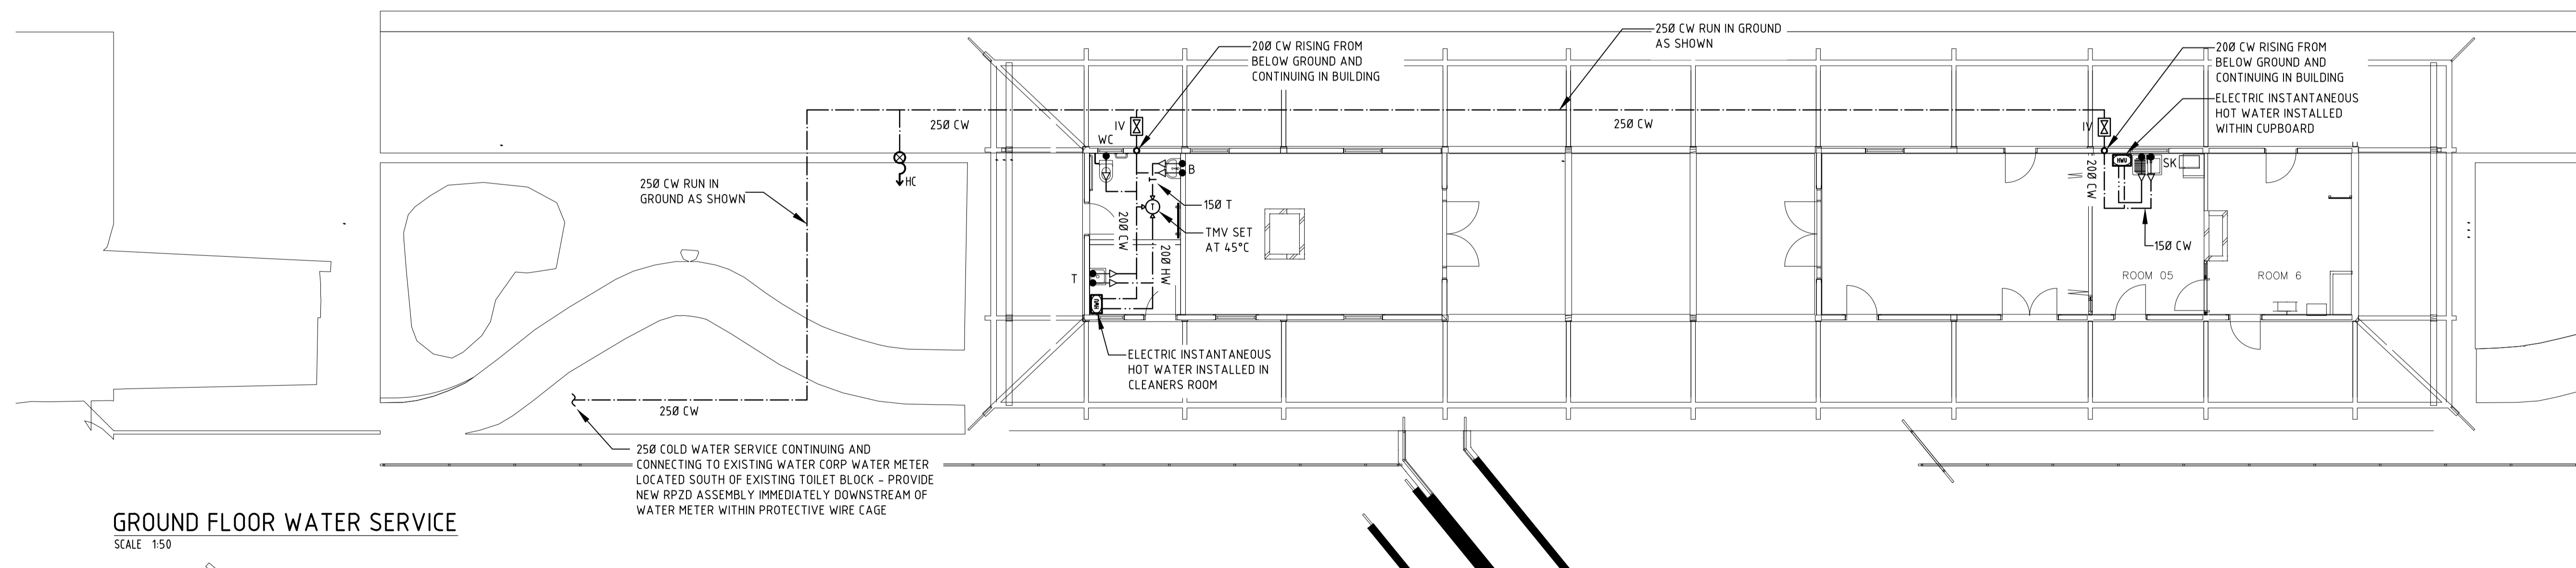 25Ø CW RUN IN GROUND
AS SHOWN
20Ø CW RISING FROM
BELOW GROUND AND
CONTINUING IN BUILDING
20Ø CW RISING FROM
BELOW GROUND AND
CONTINUING IN BUILDING
ELECTRIC INSTANTANEOUS
HOT WATER INSTALLED
WITHIN CUPBOARD
25Ø CW
IV
25Ø CW
IV
WC
HC
B
HWU
SK
20Ø CW
25Ø CW RUN IN
GROUND AS SHOWN
T
15Ø T
T
20Ø CW
TMV SET
AT 45°C
20Ø HW
15Ø CW
T
HWU
ROOM 05
ROOM 6
ELECTRIC INSTANTANEOUS
HOT WATER INSTALLED IN
CLEANERS ROOM
25Ø CW
25Ø COLD WATER SERVICE CONTINUING AND
CONNECTING TO EXISTING WATER CORP WATER METER
LOCATED SOUTH OF EXISTING TOILET BLOCK - PROVIDE
NEW RPZD ASSEMBLY IMMEDIATELY DOWNSTREAM OF
WATER METER WITHIN PROTECTIVE WIRE CAGE
GROUND FLOOR WATER SERVICE
SCALE 1:50